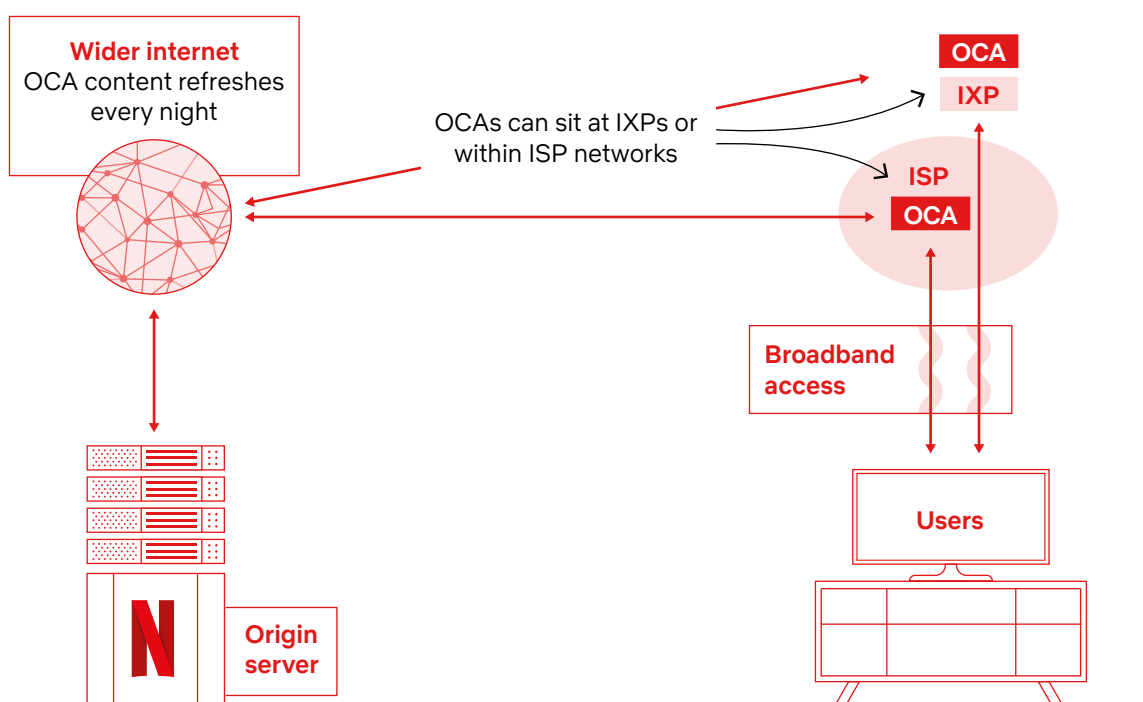 Wider internet
OCA content refreshes
every night
OCAs can sit at IXPs or
within ISP networks
OCA
IXP
ISP
OCA
Broadband
access
Users
N
Origin
server